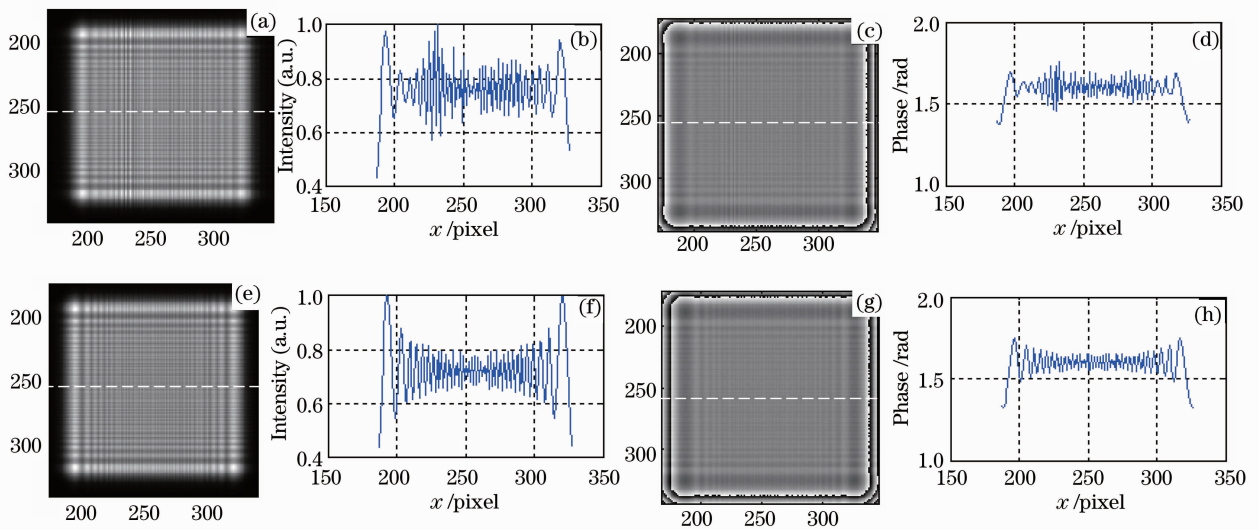 (a)
200
250
300
200 250 300
(b)
Intensity (a.u.)
1.0
0.8
0.6
0.4
150 200 250 300 350
x /pixel
(c)
200
250
300
200 250 300
(d)
Phase /rad
2.0
1.5
1.0
150 200 250 300 350
x /pixel
(e)
200
250
300
200 250 300
(f)
Intensity (a.u.)
1.0
0.8
0.6
0.4
150 200 250 300 350
x /pixel
(g)
200
250
300
200 250 300
(h)
Phase /rad
2.0
1.5
1.0
150 200 250 300 350
x /pixel